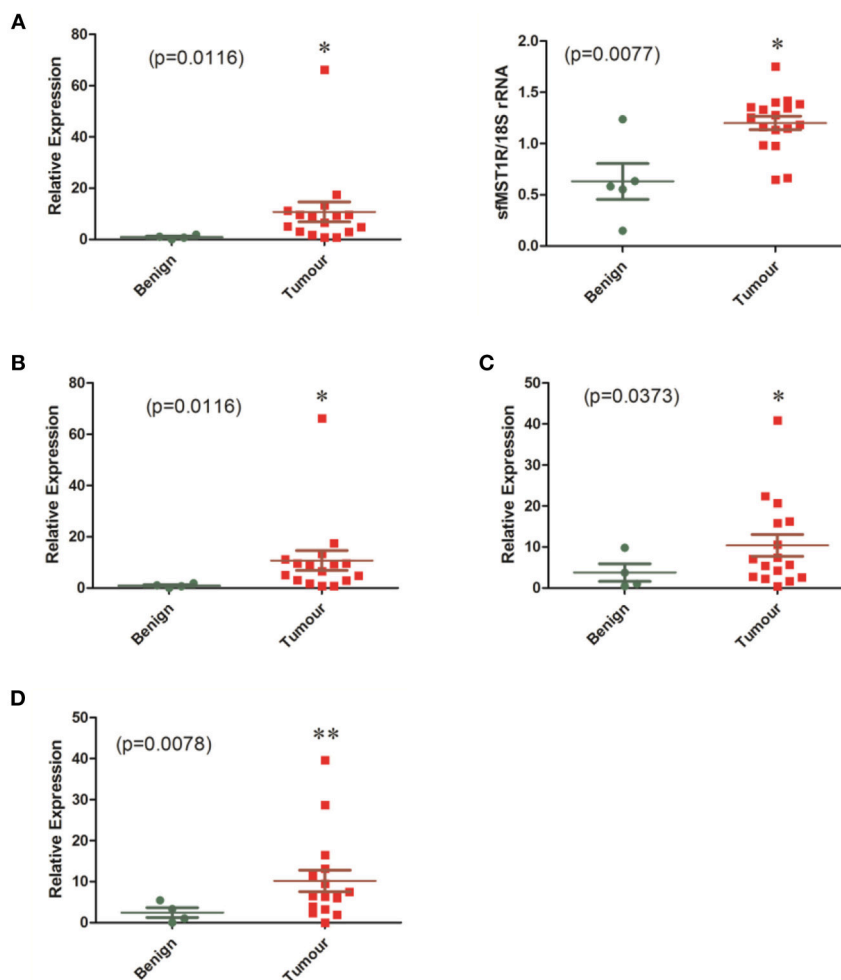 A
Relative Expression
80
60
40
20
0
(p=0.0116)
*
Benign
Tumour
sfMST1R/18S rRNA
2.0
1.5
1.0
0.5
0.0
(p=0.0077)
*
Benign
Tumour
B
Relative Expression
80
60
40
20
0
(p=0.0116)
*
Benign
Tumour
C
Relative Expression
50
40
30
20
10
0
(p=0.0373)
*
Benign
Tumour
D
Relative Expression
50
40
30
20
10
0
(p=0.0078)
**
Benign
Tumour